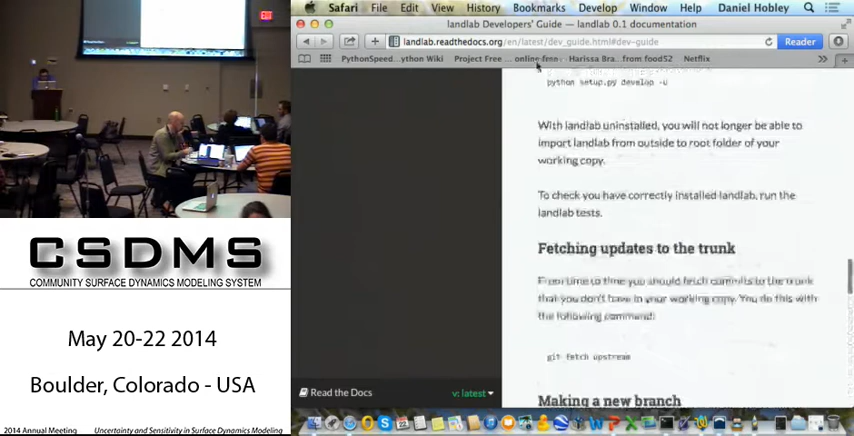 Safari File Edit View History Bookmarks Develop Window Help Daniel Hobley
landlab Developers' Guide — landlab 0.1 documentation
landlab.readthedocs.org/en/latest/dev_guide.html#dev-guide
Reader
PythonSpeed...ython Wiki Project Free ... online-free Harissa Bra... from food52 Netflix
python setup.py develop -u
With landlab uninstalled, you will not longer be able to
import landlab from outside to root folder of your
working copy.
To check you have correctly installed landlab, run the
landlab tests.
Fetching updates to the trunk
From time to time you should fetch commits to the trunk
that you don't have in your working copy. You do this with
the following command:
git fetch upstream
Making a new branch
Read the Docs
v: latest
CSDMS
COMMUNITY SURFACE DYNAMICS MODELING SYSTEM
May 20-22 2014
Boulder, Colorado - USA
2014 Annual Meeting Uncertainty and Sensitivity in Surface Dynamics Modeling